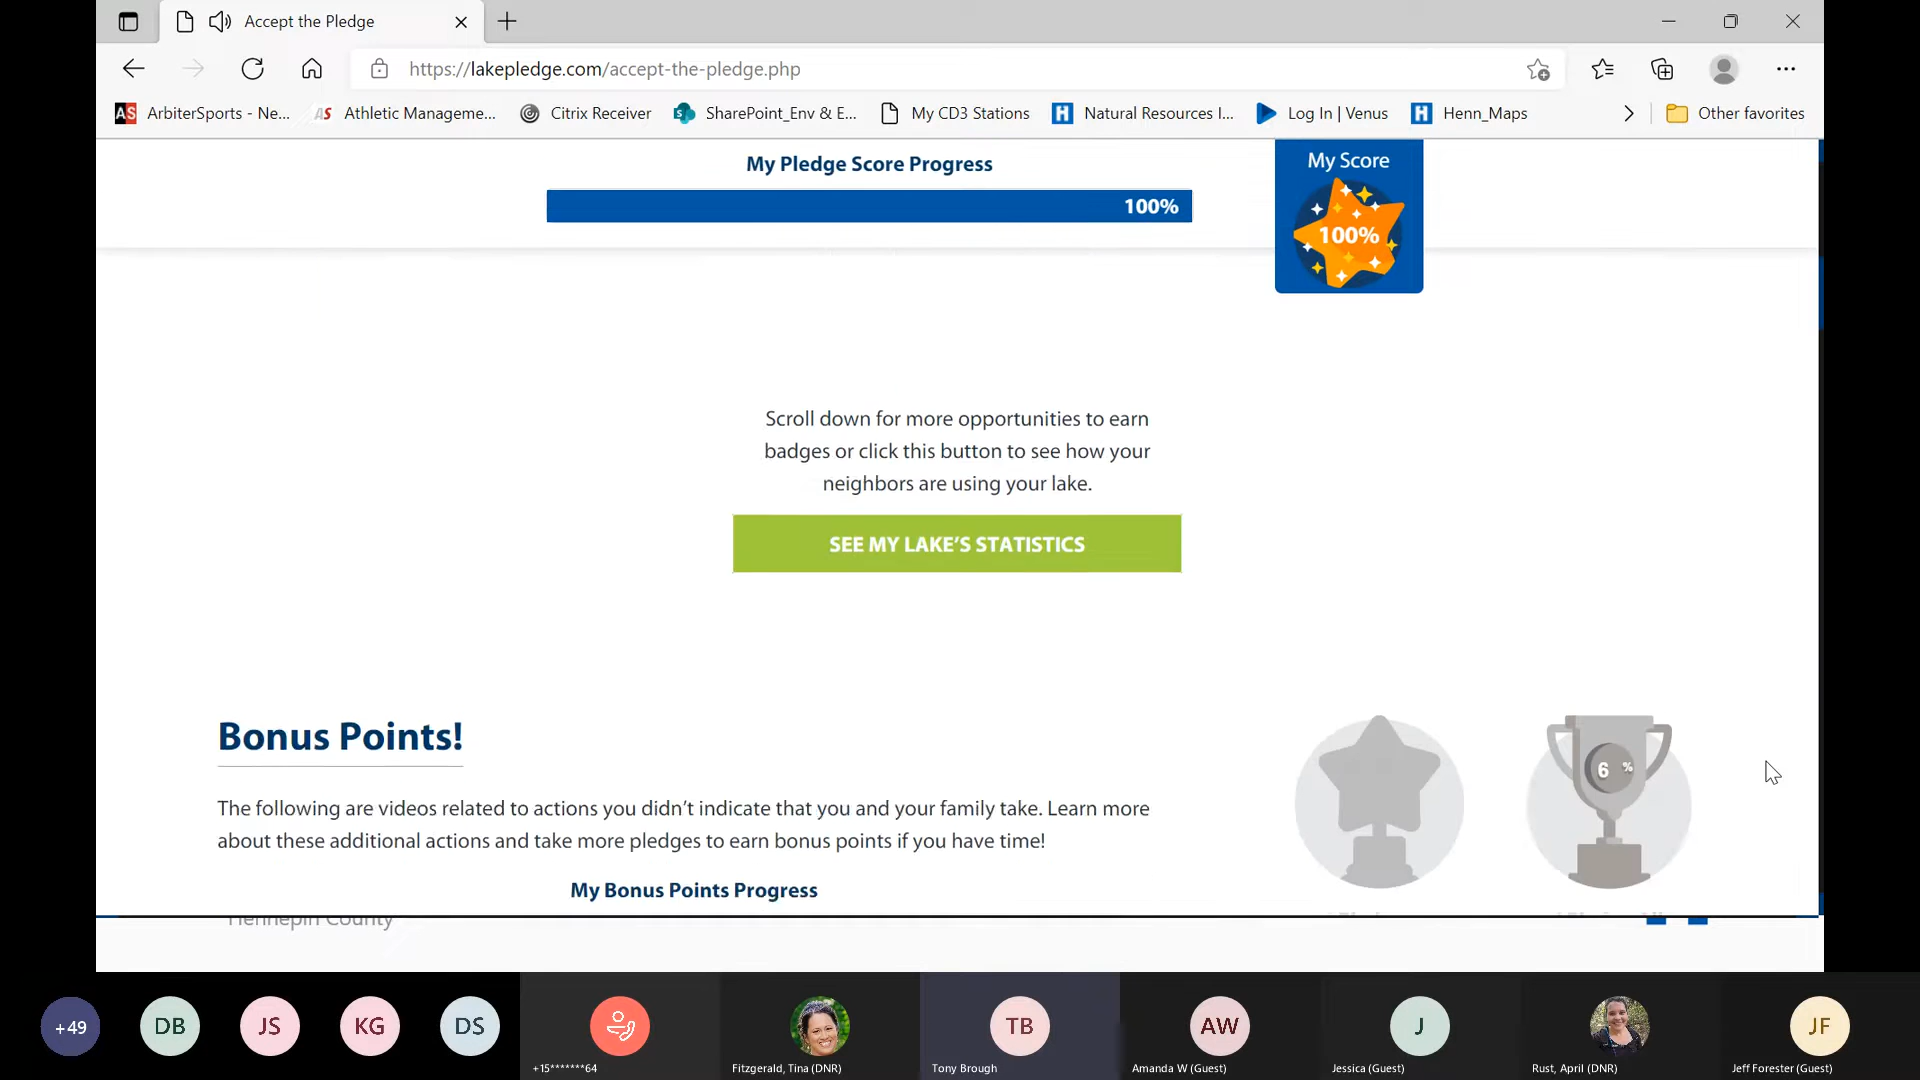 Accept the Pledge
https://lakepledge.com/accept-the-pledge.php
AS ArbiterSports - Ne... AS Athletic Manageme... Citrix Receiver SharePoint_Env & E... My CD3 Stations H Natural Resources I... Log In | Venus H Henn_Maps Other favorites
My Pledge Score Progress
100%
My Score
100%
Scroll down for more opportunities to earn
badges or click this button to see how your
neighbors are using your lake.
SEE MY LAKE'S STATISTICS
Bonus Points!
6 %
The following are videos related to actions you didn't indicate that you and your family take. Learn more
about these additional actions and take more pledges to earn bonus points if you have time!
My Bonus Points Progress
Hennepin County
+49 DB JS KG DS TB AW J JF
+15*******64 Fitzgerald, Tina (DNR) Tony Brough Amanda W (Guest) Jessica (Guest) Rust, April (DNR) Jeff Forester (Guest)